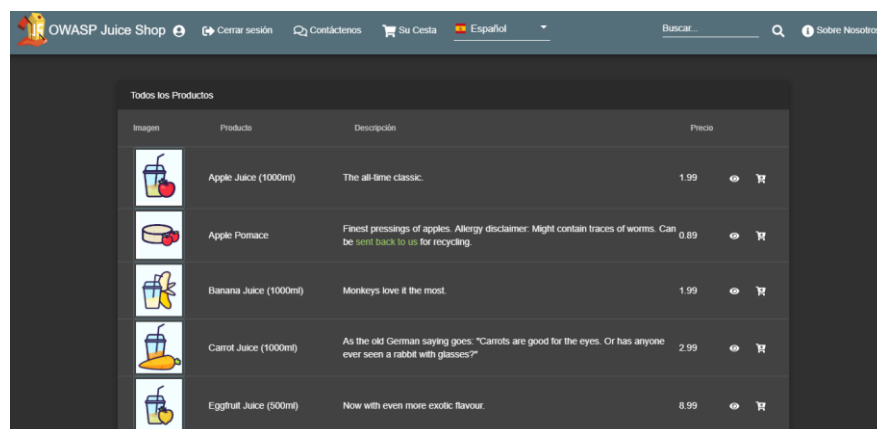 OWASP Juice Shop Cerrar sesión Contáctenos Su Cesta Español Buscar... Sobre Nosotros
Todos los Productos
Imagen Producto Descripción Precio
Apple Juice (1000ml) The all-time classic. 1.99
Apple Pomace Finest pressings of apples. Allergy disclaimer: Might contain traces of worms. Can
be sent back to us for recycling. 0.89
Banana Juice (1000ml) Monkeys love it the most. 1.99
Carrot Juice (1000ml) As the old German saying goes: "Carrots are good for the eyes. Or has anyone
ever seen a rabbit with glasses?" 2.99
Eggfruit Juice (500ml) Now with even more exotic flavour. 8.99